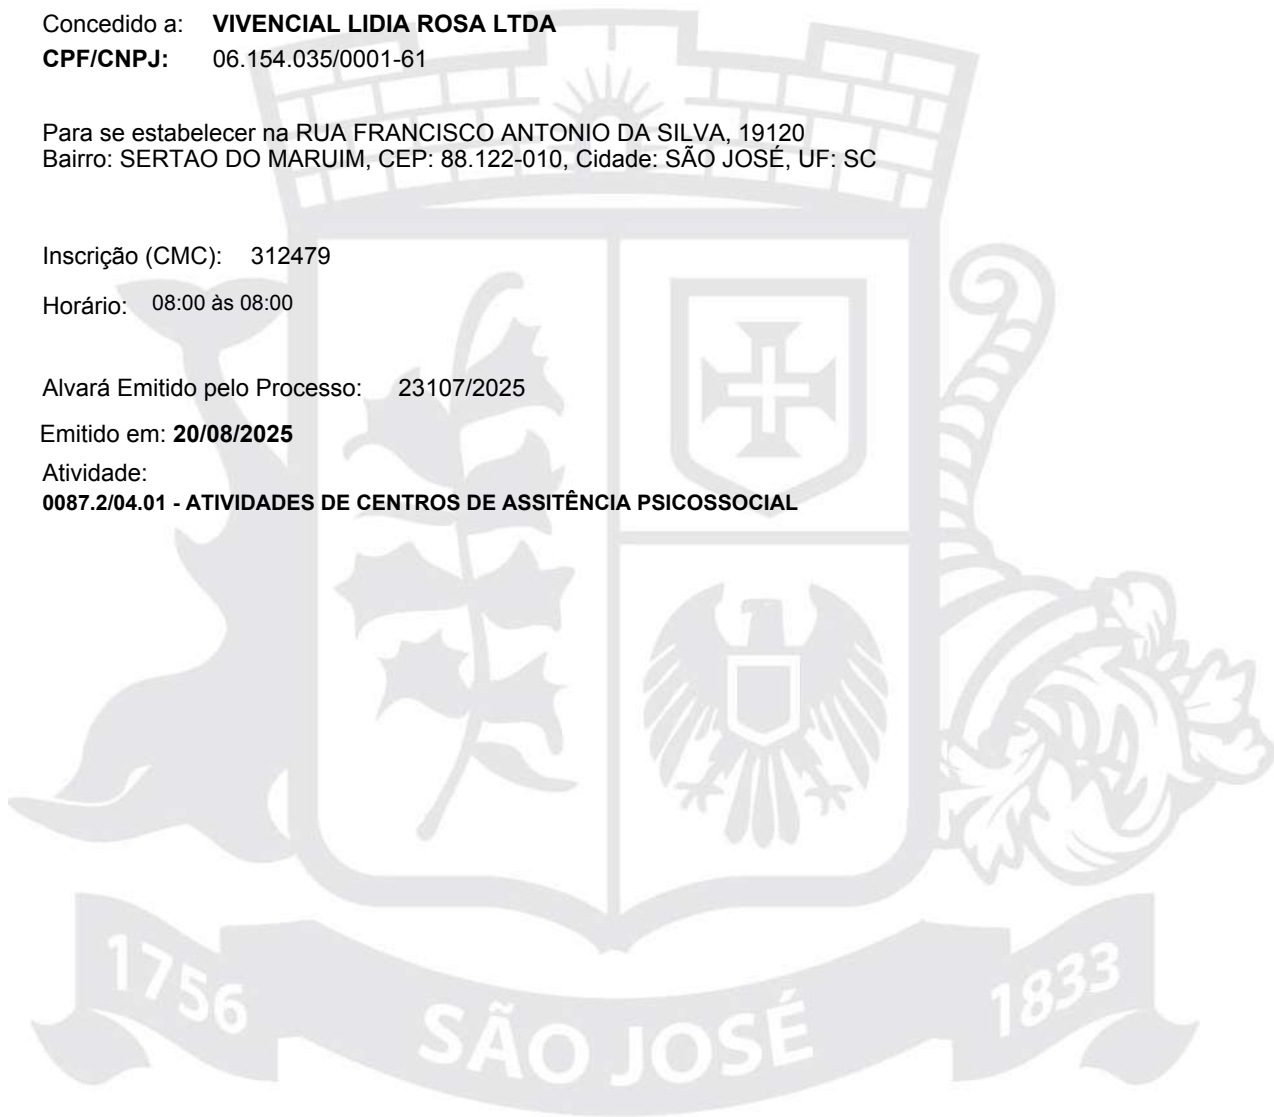 Concedido a: VIVENCIAL LIDIA ROSA LTDA
CPF/CNPJ: 06.154.035/0001-61
Para se estabelecer na RUA FRANCISCO ANTONIO DA SILVA, 19120
Bairro: SERTAO DO MARUIM, CEP: 88.122-010, Cidade: SÃO JOSÉ, UF: SC
Inscrição (CMC): 312479
Horário: 08:00 às 08:00
Alvará Emitido pelo Processo: 23107/2025
Emitido em: 20/08/2025
Atividade:
0087.2/04.01 - ATIVIDADES DE CENTROS DE ASSITÊNCIA PSICOSSOCIAL
1756 SÃO JOSÉ 1833